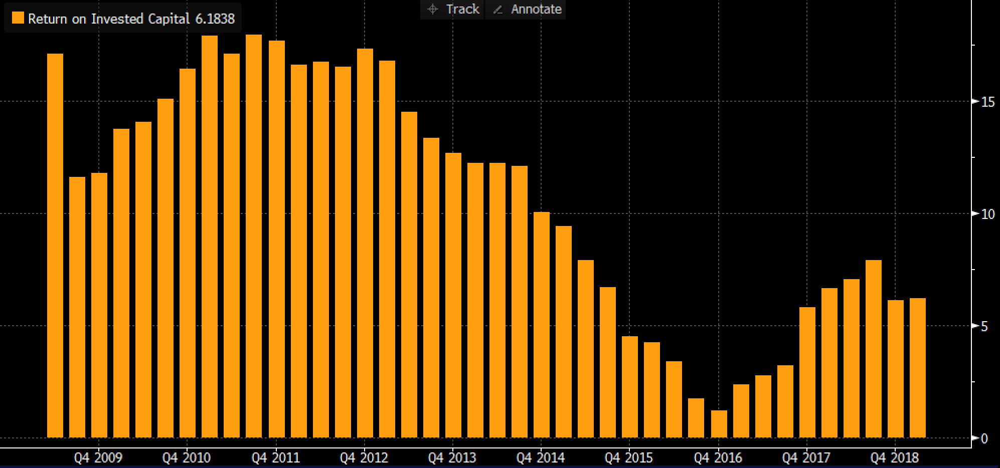 Return on Invested Capital 6.1838
Track
Annotate
15
10
5
0
Q4 2009
Q4 2010
Q4 2011
Q4 2012
Q4 2013
Q4 2014
Q4 2015
Q4 2016
Q4 2017
Q4 2018